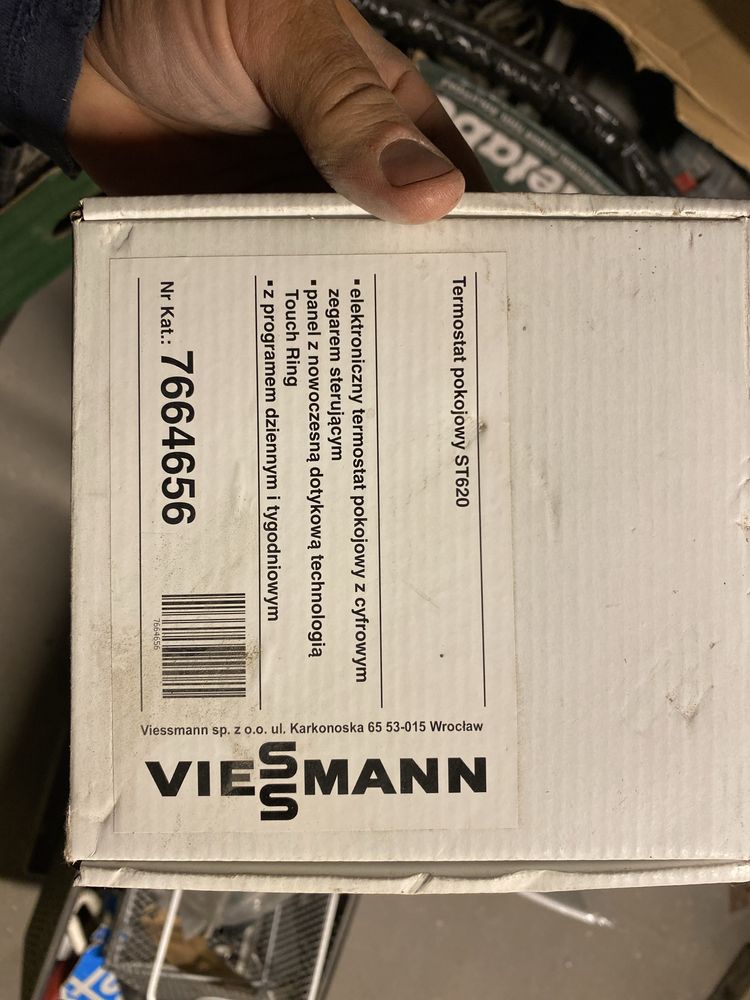 Termostat pokojowy ST620
▪ elektroniczny termostat pokojowy z cyfrowym
zegarem sterującym
▪ panel z nowoczesną dotykową technologią
Touch Ring
▪ z programem dziennym i tygodniowym
Nr Kat.: 7664656
7664656
Viessmann sp. z o.o. ul. Karkonoska 65 53-015 Wrocław
VIESSMANN